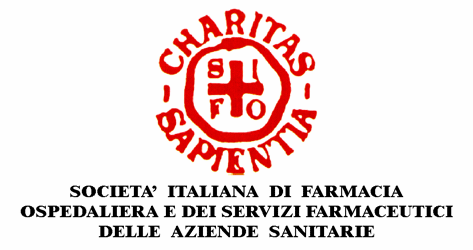 CHARITAS
S I
F O
SAPIENTIA
SOCIETA’ ITALIANA DI FARMACIA
OSPEDALIERA E DEI SERVIZI FARMACEUTICI
DELLE AZIENDE SANITARIE